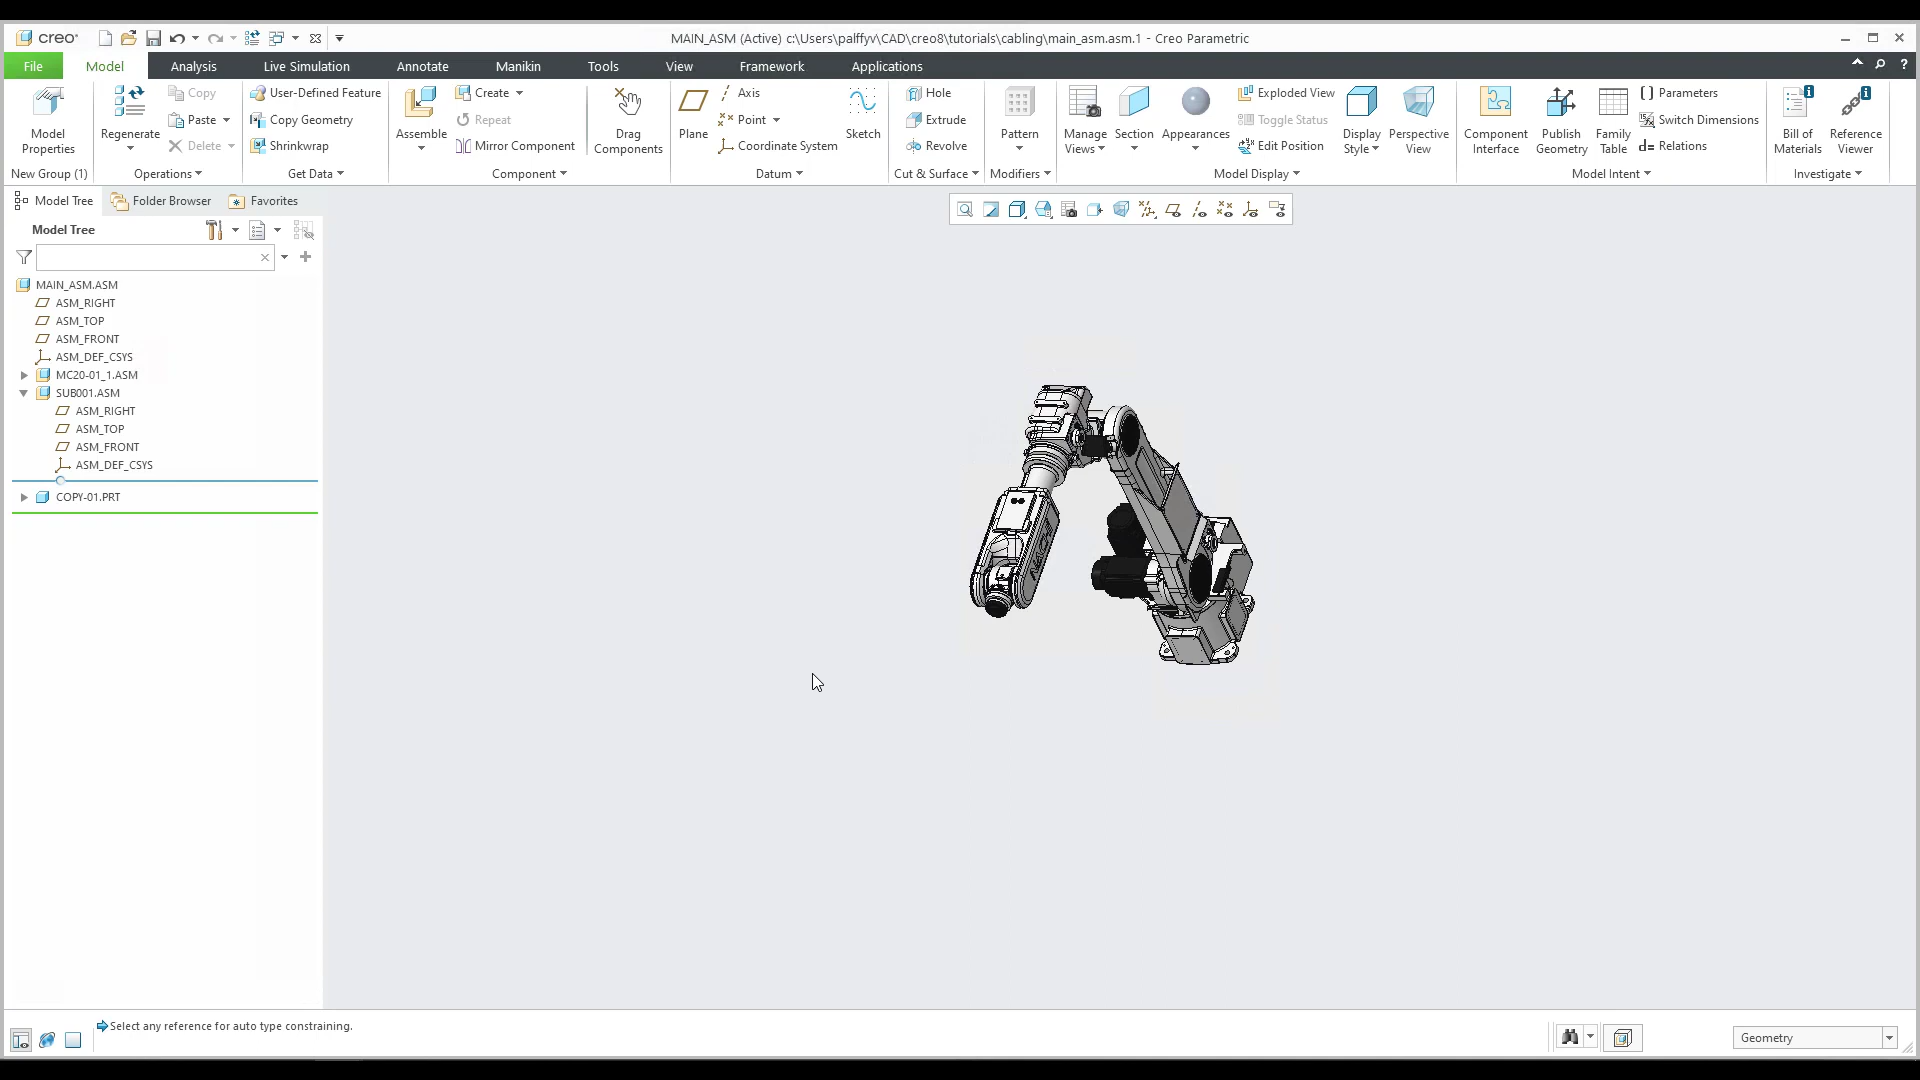 creo®
MAIN_ASM (Active) c:\Users\palffyv\CAD\creo8\tutorials\cabling\main_asm.asm.1 - Creo Parametric
File Model Analysis Live Simulation Annotate Manikin Tools View Framework Applications
Model Properties
New Group (1)
Regenerate
Copy
Paste
Delete
Operations
User-Defined Feature
Copy Geometry
Shrinkwrap
Get Data
Assemble
Create
Repeat
Mirror Component
Component
Drag Components
Plane
Axis
Point
Coordinate System
Sketch
Datum
Hole
Extrude
Revolve
Cut & Surface
Pattern
Modifiers
Manage Views
Section
Appearances
Exploded View
Toggle Status
Edit Position
Display Style
Perspective View
Model Display
Component Interface
Publish Geometry
Family Table
Parameters
Switch Dimensions
d= Relations
Model Intent
Bill of Materials
Reference Viewer
Investigate
Model Tree Folder Browser Favorites
Model Tree
MAIN_ASM.ASM
ASM_RIGHT
ASM_TOP
ASM_FRONT
ASM_DEF_CSYS
MC20-01_1.ASM
SUB001.ASM
ASM_RIGHT
ASM_TOP
ASM_FRONT
ASM_DEF_CSYS
COPY-01.PRT
NACHI
Select any reference for auto type constraining.
Geometry